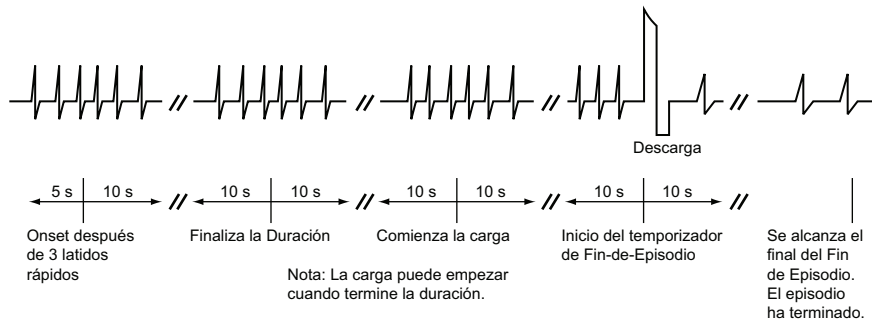 Descarga
5 s
10 s
10 s
10 s
10 s
10 s
10 s
10 s
Onset después
de 3 latidos
rápidos
Finaliza la Duración
Comienza la carga
Nota: La carga puede empezar
cuando termine la duración.
Inicio del temporizador
de Fin-de-Episodio
Se alcanza el
final del Fin
de Episodio.
El episodio
ha terminado.